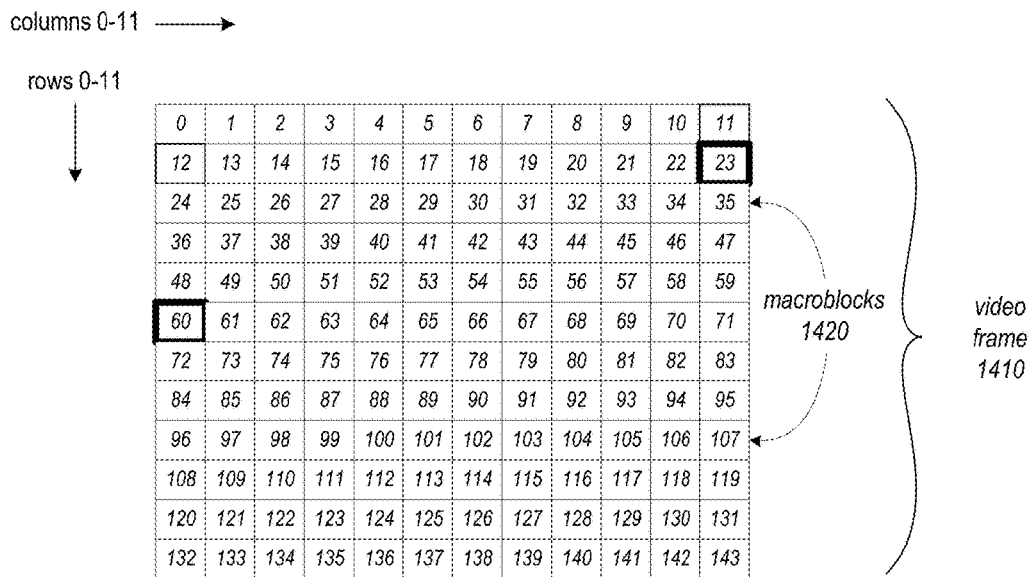 columns 0-11
rows 0-11
0 1 2 3 4 5 6 7 8 9 10 11
12 13 14 15 16 17 18 19 20 21 22 23
24 25 26 27 28 29 30 31 32 33 34 35
36 37 38 39 40 41 42 43 44 45 46 47
48 49 50 51 52 53 54 55 56 57 58 59
60 61 62 63 64 65 66 67 68 69 70 71
72 73 74 75 76 77 78 79 80 81 82 83
84 85 86 87 88 89 90 91 92 93 94 95
96 97 98 99 100 101 102 103 104 105 106 107
108 109 110 111 112 113 114 115 116 117 118 119
120 121 122 123 124 125 126 127 128 129 130 131
132 133 134 135 136 137 138 139 140 141 142 143
macroblocks
1420
video
frame
1410